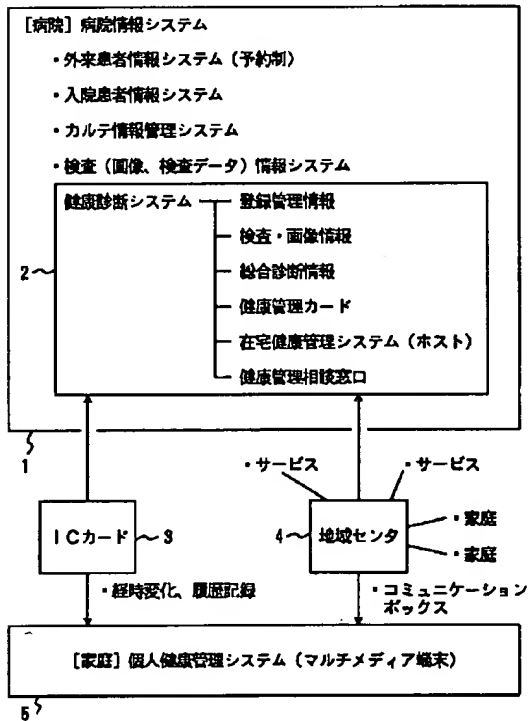 [病院]病院情報システム
・外来患者情報システム(予約制)
・入院患者情報システム
・カルテ情報管理システム
・検査(画像、検査データ)情報システム
健康診断システム
登録管理情報
検査・画像情報
総合診断情報
健康管理カード
在宅健康管理システム(ホスト)
健康管理相談窓口
2
1
・サービス
・サービス
ICカード
3
4
地域センタ
・家庭
・家庭
・経時変化、履歴記録
・コミュニケーション
ボックス
[家庭]個人健康管理システム(マルチメディア端末)
5